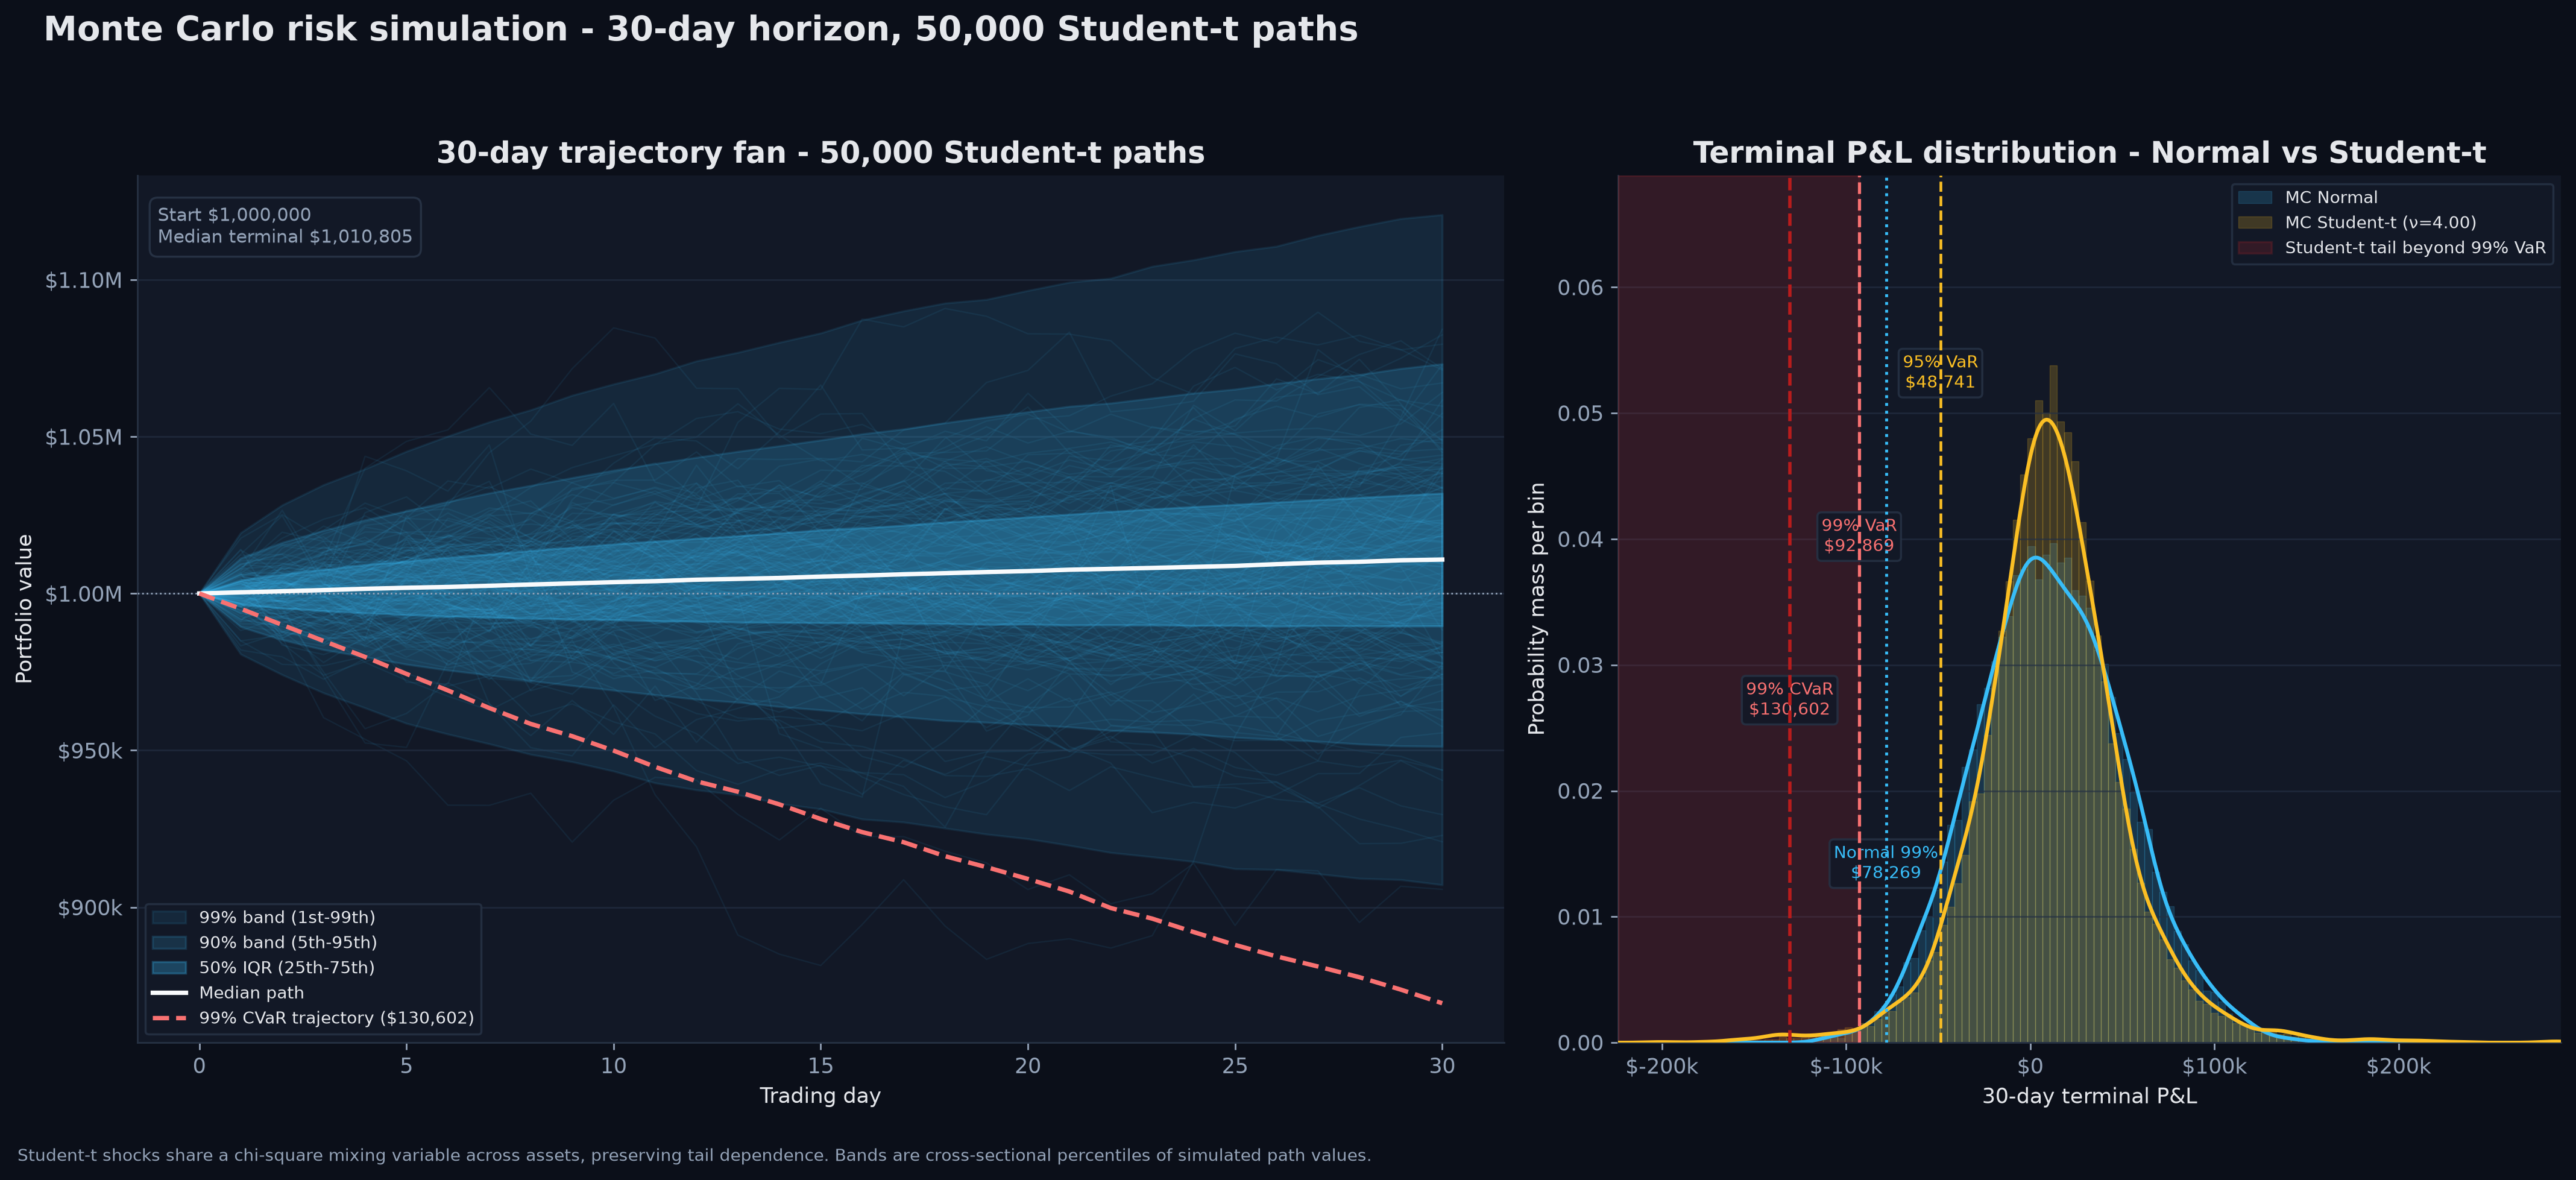 Monte Carlo risk simulation - 30-day horizon, 50,000 Student-t paths
30-day trajectory fan - 50,000 Student-t paths
Start $1,000,000
Median terminal $1,010,805
$1.10M
$1.05M
$1.00M
$950k
$900k
Portfolio value
99% band (1st-99th)
90% band (5th-95th)
50% IQR (25th-75th)
Median path
99% CVaR trajectory ($130,602)
0 5 10 15 20 25 30
Trading day
Terminal P&L distribution - Normal vs Student-t
MC Normal
MC Student-t (ν=4.00)
Student-t tail beyond 99% VaR
0.06
0.05
0.04
0.03
0.02
0.01
0.00
Probability mass per bin
95% VaR
$48,741
99% VaR
$92,869
99% CVaR
$130,602
Normal 99%
$78,269
$-200k $-100k $0 $100k $200k
30-day terminal P&L
Student-t shocks share a chi-square mixing variable across assets, preserving tail dependence. Bands are cross-sectional percentiles of simulated path values.